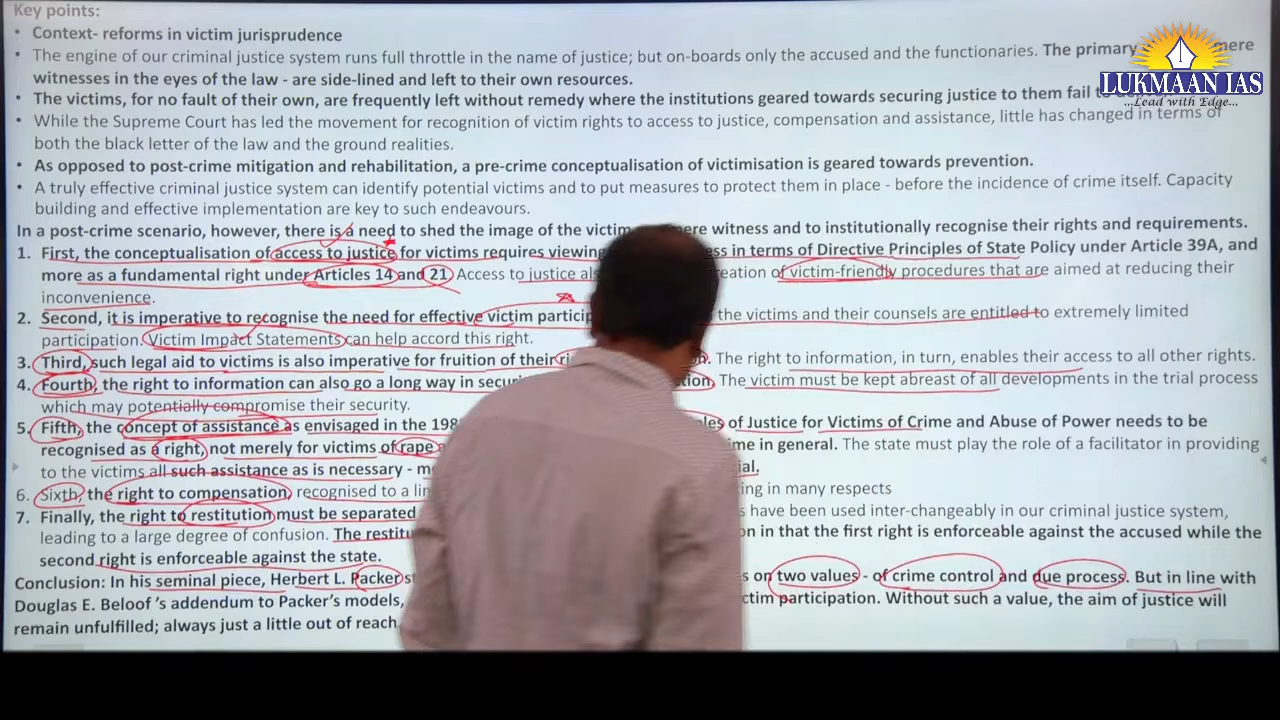 Key points:
• Context- reforms in victim jurisprudence
• The engine of our criminal justice system runs full throttle in the name of justice; but on-boards only the accused and the functionaries. The primary mere
witnesses in the eyes of the law - are side-lined and left to their own resources.
• The victims, for no fault of their own, are frequently left without remedy where the institutions geared towards securing justice to them fail
• While the Supreme Court has led the movement for recognition of victim rights to access to justice, compensation and assistance, little has changed in terms of
both the black letter of the law and the ground realities.
• As opposed to post-crime mitigation and rehabilitation, a pre-crime conceptualisation of victimisation is geared towards prevention.
• A truly effective criminal justice system can identify potential victims and to put measures to protect them in place - before the incidence of crime itself. Capacity
building and effective implementation are key to such endeavours.
In a post-crime scenario, however, there is a need to shed the image of the victim witness and to institutionally recognise their rights and requirements.
1. First, the conceptualisation of access to justice for victims requires viewing in terms of Directive Principles of State Policy under Article 39A, and
more as a fundamental right under Articles 14 and 21 Access to justice of victim-friendly procedures that are aimed at reducing their
inconvenience.
2. Second, it is imperative to recognise the need for effective victim the victims and their counsels are entitled to extremely limited
participation. Victim Impact Statements can help accord this right.
3. Third, such legal aid to victims is also imperative for fruition of their The right to information, in turn, enables their access to all other rights.
4. Fourth, the right to information can also go a long way in The victim must be kept abreast of all developments in the trial process
which may potentially compromise their security.
5. Fifth, the concept of assistance as envisaged in the of Justice for Victims of Crime and Abuse of Power needs to be
recognised as a right, not merely for victims of rape in general. The state must play the role of a facilitator in providing
to the victims all such assistance as is necessary -
6. Sixth, the right to compensation, recognised to a in many respects
7. Finally, the right to restitution must be separated have been used inter-changeably in our criminal justice system,
leading to a large degree of confusion. The in that the first right is enforceable against the accused while the
second right is enforceable against the state.
Conclusion: In his seminal piece, Herbert L. Packer on two values - of crime control and due process. But in line with
Douglas E. Beloof's addendum to Packer's models, participation. Without such a value, the aim of justice will
remain unfulfilled; always just a little out of reach.
LUKMAAN IAS
...Lead with Edge...